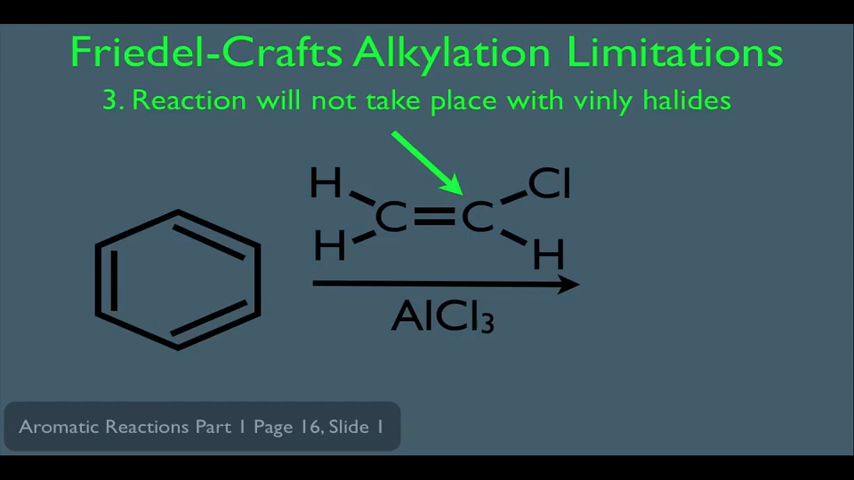 Friedel-Crafts Alkylation Limitations
3. Reaction will not take place with vinly halides
H Cl
C=C
H H
AlCl₃
Aromatic Reactions Part 1 Page 16, Slide 1